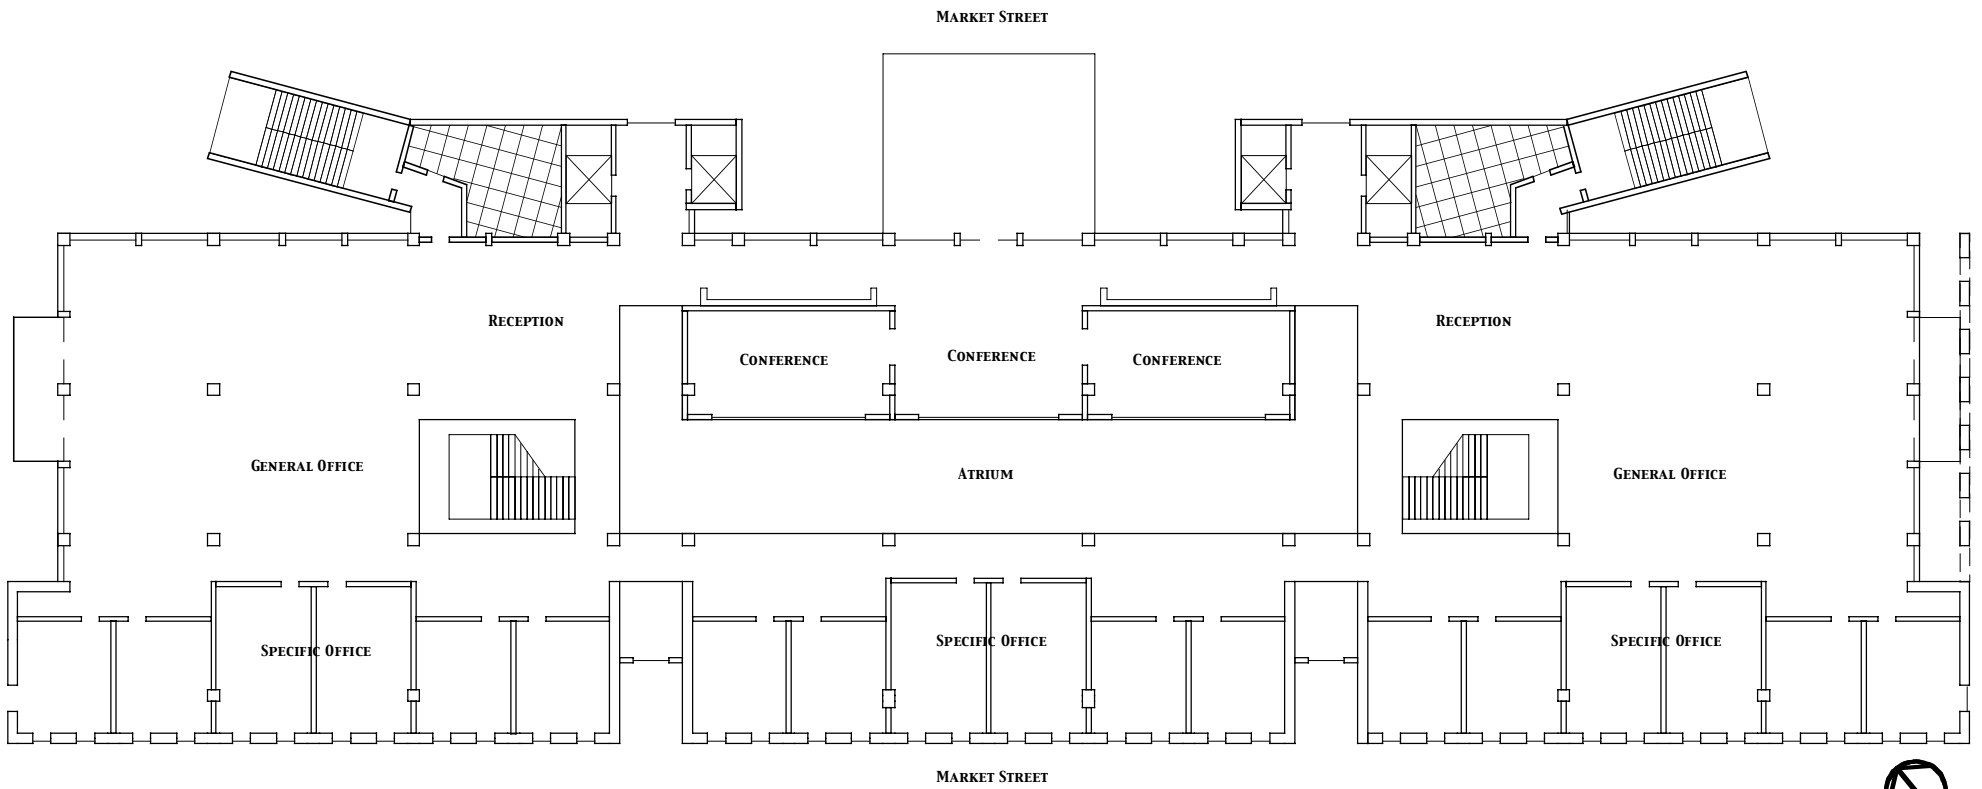 MARKET STREET
RECEPTION
RECEPTION
CONFERENCE
CONFERENCE
CONFERENCE
GENERAL OFFICE
ATRIUM
GENERAL OFFICE
SPECIFIC OFFICE
SPECIFIC OFFICE
SPECIFIC OFFICE
MARKET STREET